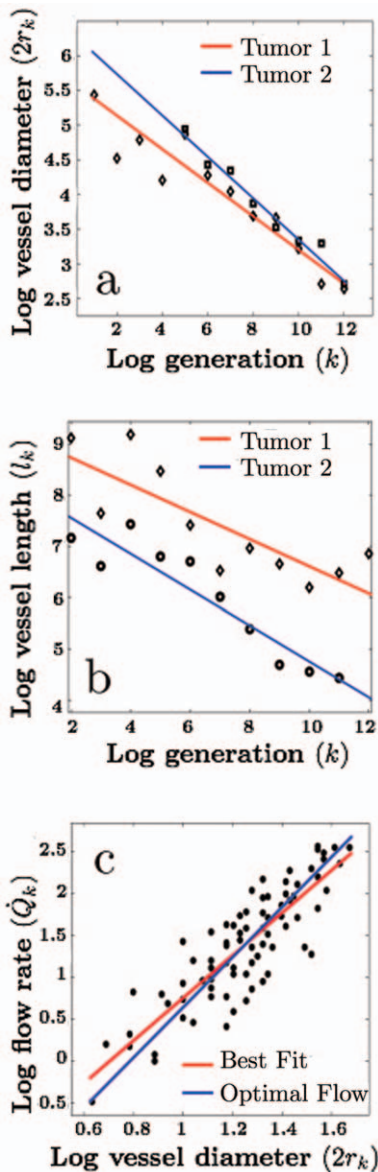 Log vessel diameter (2r_k)
6
5.5
5
4.5
4
3.5
3
2.5
Tumor 1
Tumor 2
a
2 4 6 8 10 12
Log generation (k)
Log vessel length (l_k)
9
8
7
6
5
4
Tumor 1
Tumor 2
b
2 4 6 8 10 12
Log generation (k)
Log flow rate (Q̇_k)
2.5
2
1.5
1
0.5
0
0.5
c
Best Fit
Optimal Flow
0.6 0.8 1 1.2 1.4 1.6
Log vessel diameter (2r_k)